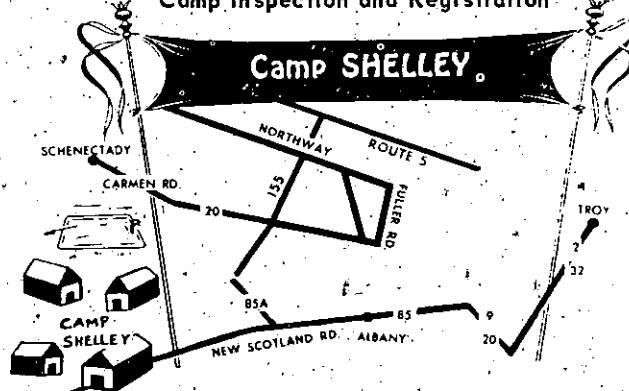 Camp Inspection and Registration
Camp SHELLEY
NORTHWAY
ROUTE 5
SCHENECTADY
155
CARMEN RD.
FULLER RD
20
TROY
2
32
85A
85
9
20
CAMP
SHELLEY
NEW SCOTLAND RD. ALBANY